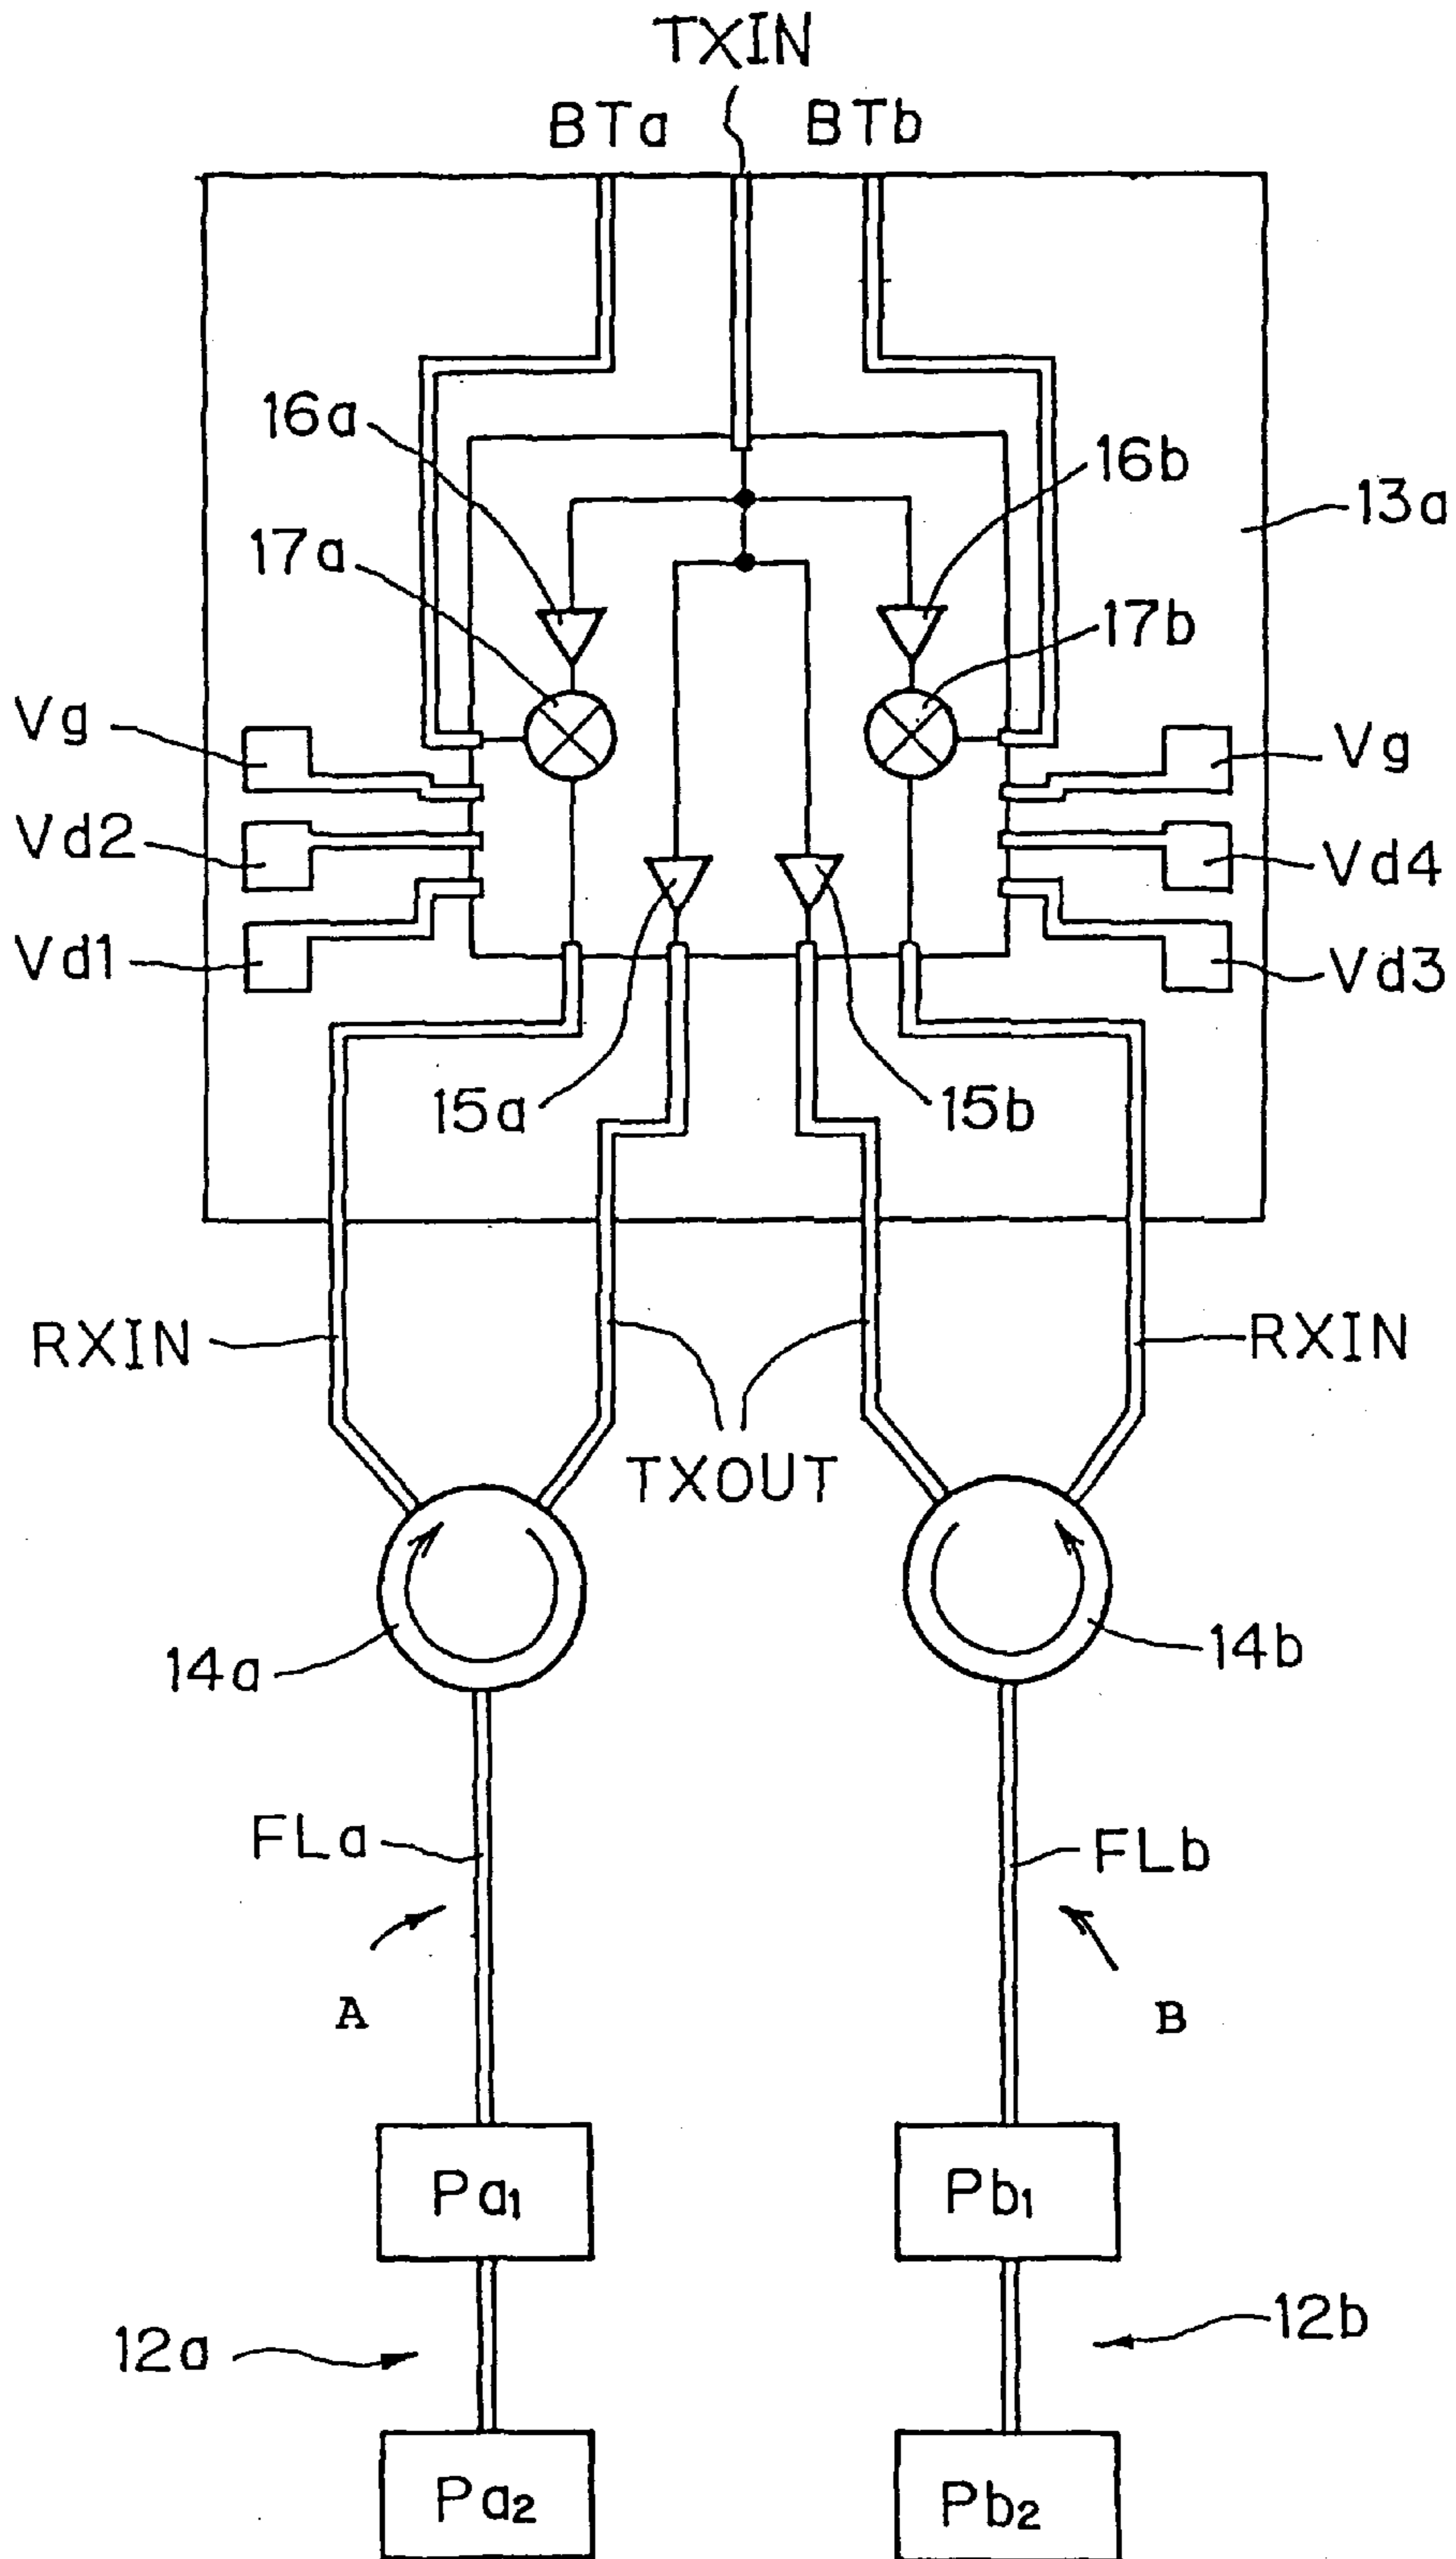 TXIN
BTa BTb
16a
16b
13a
17a
17b
Vg
Vg
Vd2
Vd4
Vd1
Vd3
15a
15b
RXIN
RXIN
TXOUT
14a
14b
FLa
FLb
A
B
Pa₁
Pb₁
12a
12b
Pa₂
Pb₂